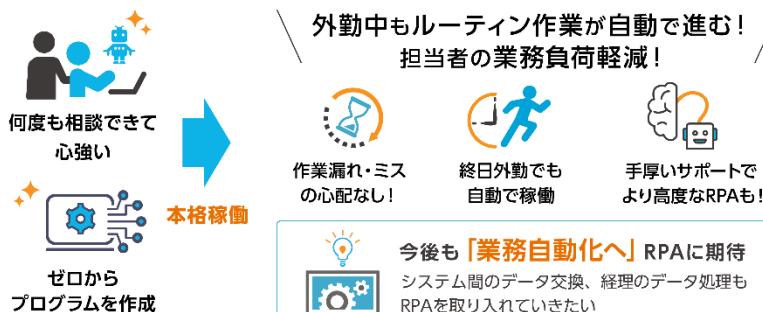 何度も相談できて
心強い
ゼロから
プログラムを作成
本格稼働
外勤中もルーティン作業が自動で進む!
担当者の業務負荷軽減!
作業漏れ・ミス
の心配なし!
終日外勤でも
自動で稼働
手厚いサポートで
より高度なRPAも!
今後も「業務自動化へ」RPAに期待
システム間のデータ交換、経理のデータ処理も
RPAを取り入れていきたい